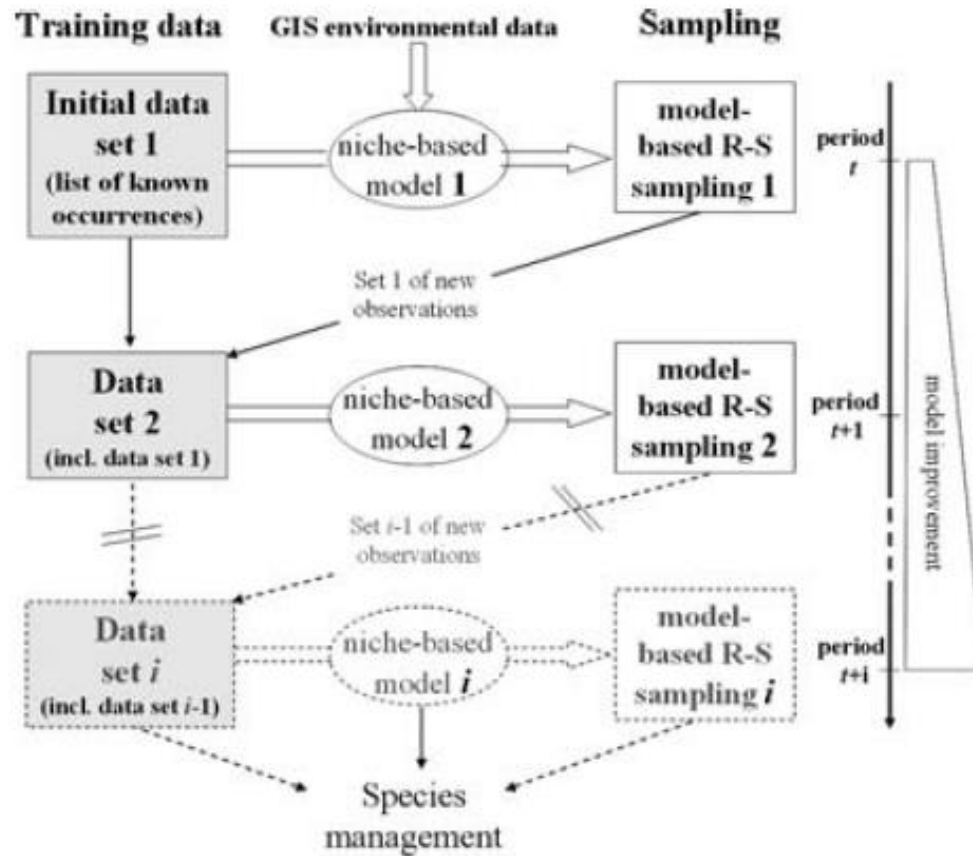 Training data
GIS environmental data
Sampling
Initial data
set 1
(list of known
occurrences)
niche-based
model 1
model-
based R-S
sampling 1
period
t
Set 1 of new
observations
Data
set 2
(incl. data set 1)
niche-based
model 2
model-
based R-S
sampling 2
period
t+1
model improvement
Set i-1 of new
observations
Data
set i
(incl. data set i-1)
niche-based
model i
model-
based R-S
sampling i
period
t+i
Species
management